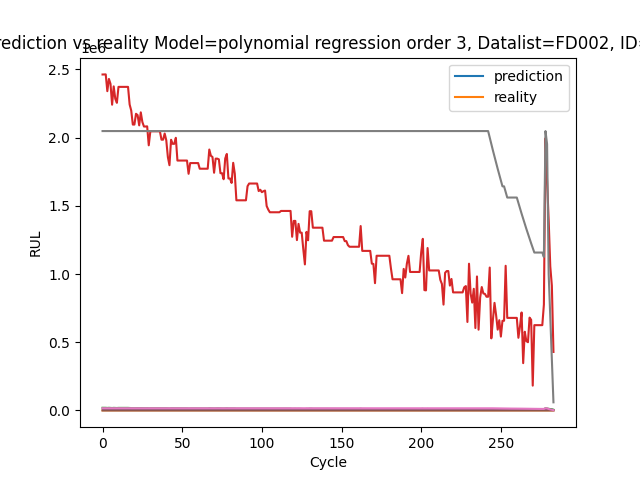 rediction vs reality Model=polynomial regression order 3, Datalist=FD002, ID=
1e6
2.5
2.0
1.5
1.0
0.5
0.0
RUL
0
50
100
150
200
250
Cycle
prediction
reality